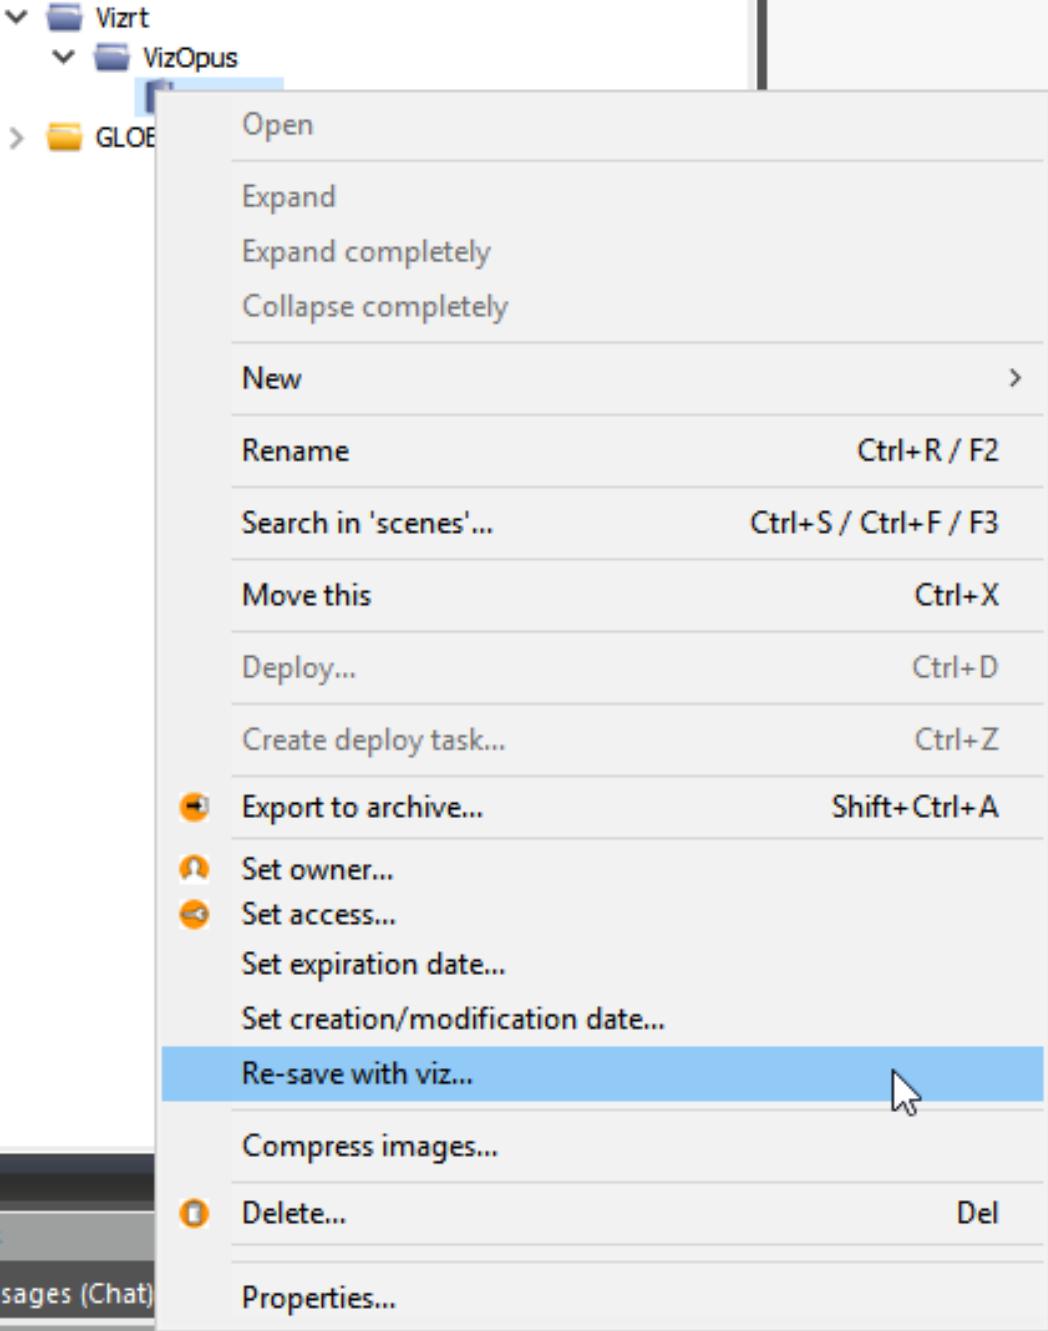 Vizrt
VizOpus
GLOB
Open
Expand
Expand completely
Collapse completely
New
Rename Ctrl+R / F2
Search in 'scenes'... Ctrl+S / Ctrl+F / F3
Move this Ctrl+X
Deploy... Ctrl+D
Create deploy task... Ctrl+Z
Export to archive... Shift+Ctrl+A
Set owner...
Set access...
Set expiration date...
Set creation/modification date...
Re-save with viz...
Compress images...
Delete... Del
sages (Chat)
Properties...